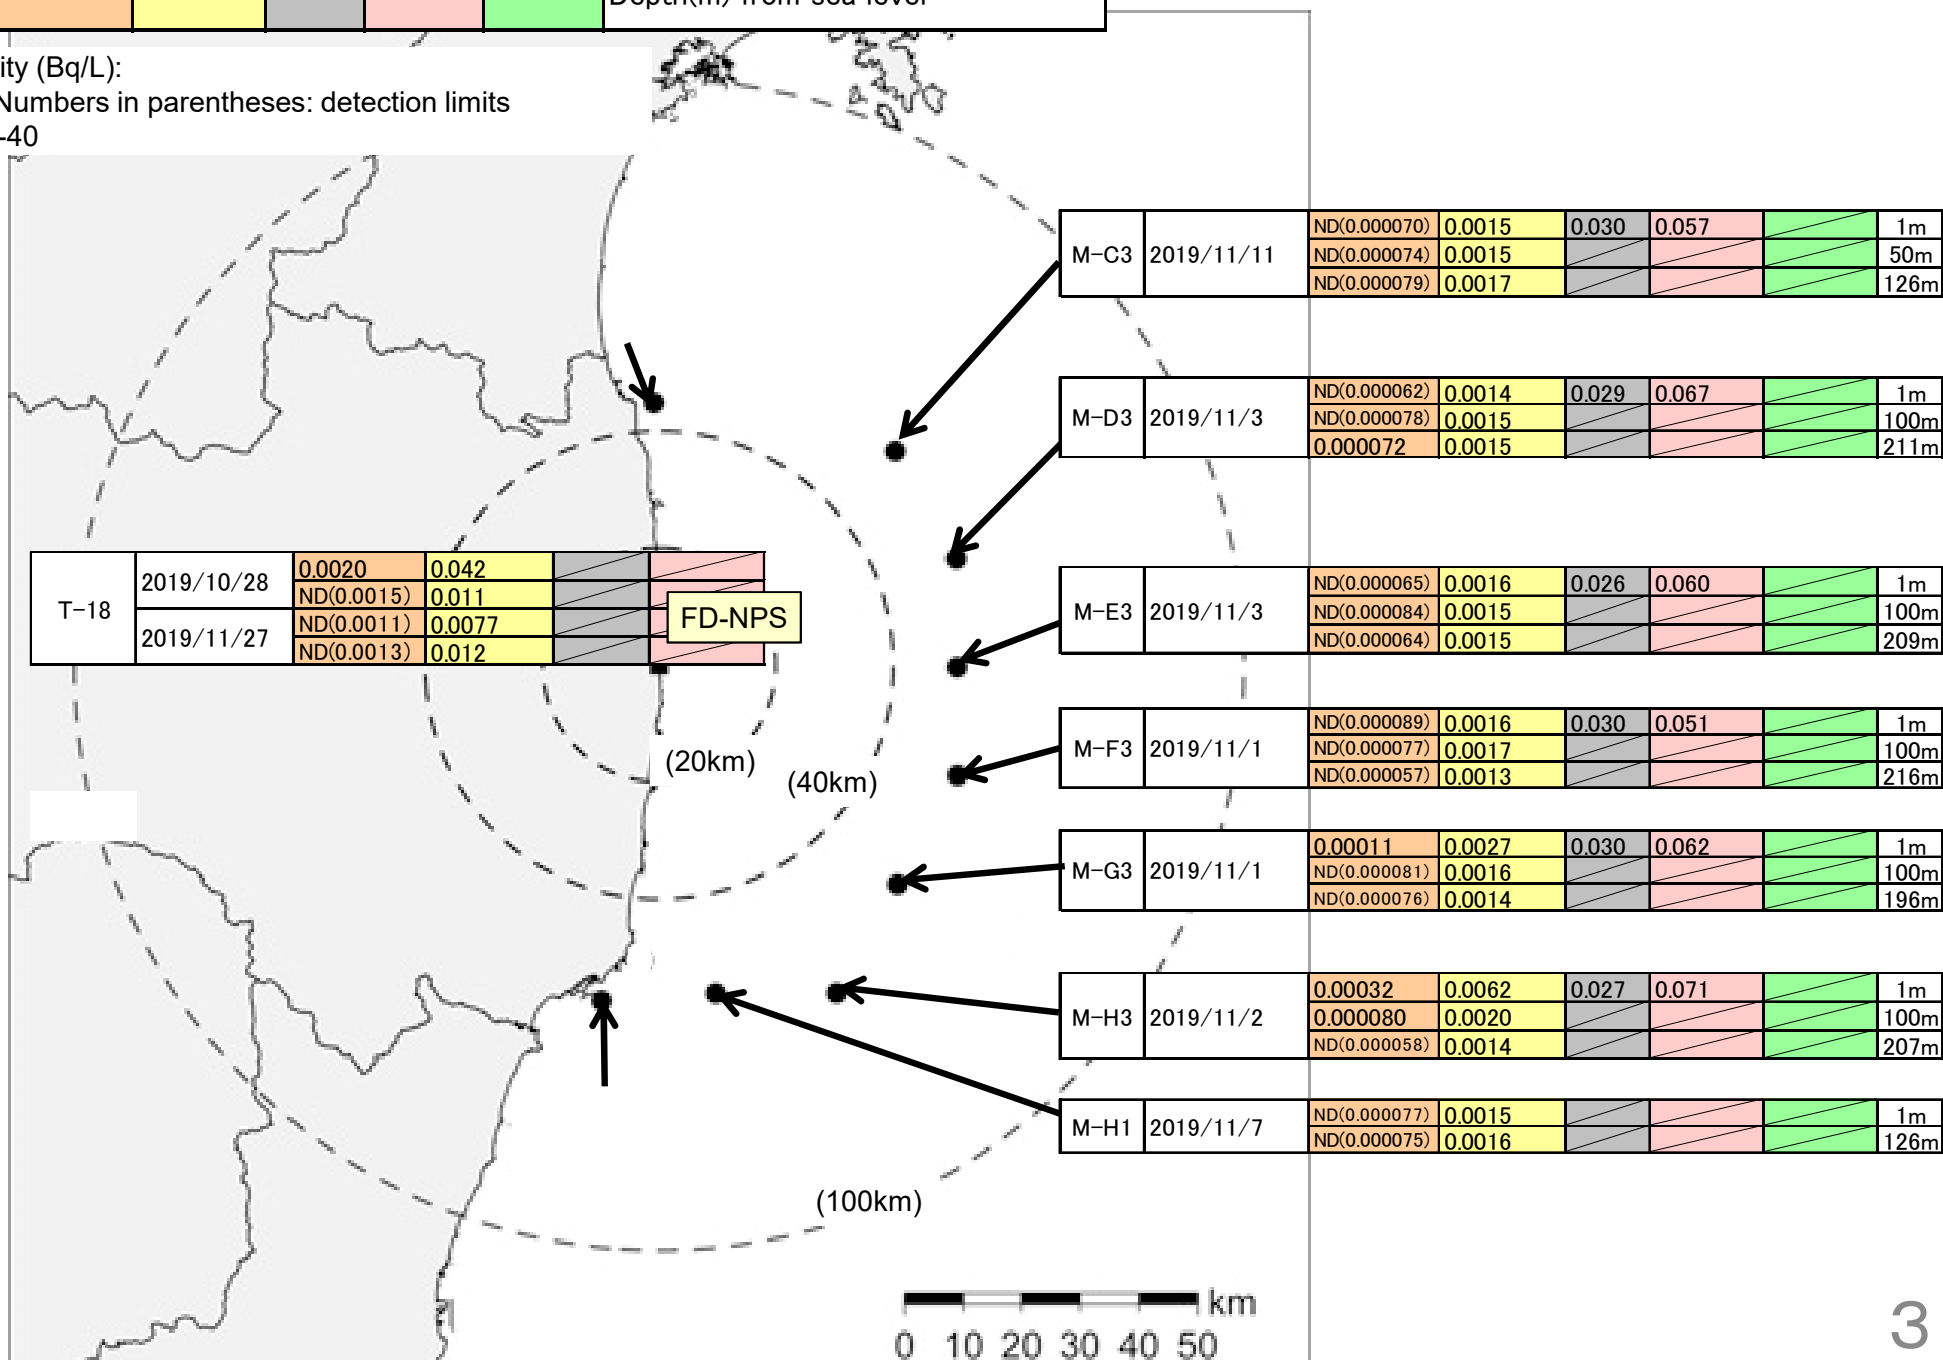 Depth(m) from sea level
ity (Bq/L):
Numbers in parentheses: detection limits
-40
M-C3 2019/11/11 ND(0.000070) 0.0015 0.030 0.057 1m
ND(0.000074) 0.0015 50m
ND(0.000079) 0.0017 126m
M-D3 2019/11/3 ND(0.000062) 0.0014 0.029 0.067 1m
ND(0.000078) 0.0015 100m
0.000072 0.0015 211m
T-18 2019/10/28 0.0020 0.042
ND(0.0015) 0.011
2019/11/27 ND(0.0011) 0.0077
ND(0.0013) 0.012
FD-NPS
M-E3 2019/11/3 ND(0.000065) 0.0016 0.026 0.060 1m
ND(0.000084) 0.0015 100m
ND(0.000064) 0.0015 209m
M-F3 2019/11/1 ND(0.000089) 0.0016 0.030 0.051 1m
ND(0.000077) 0.0017 100m
ND(0.000057) 0.0013 216m
(20km)
(40km)
M-G3 2019/11/1 0.00011 0.0027 0.030 0.062 1m
ND(0.000081) 0.0016 100m
ND(0.000076) 0.0014 196m
M-H3 2019/11/2 0.00032 0.0062 0.027 0.071 1m
0.000080 0.0020 100m
ND(0.000058) 0.0014 207m
M-H1 2019/11/7 ND(0.000077) 0.0015 1m
ND(0.000075) 0.0016 126m
(100km)
km
0 10 20 30 40 50
3